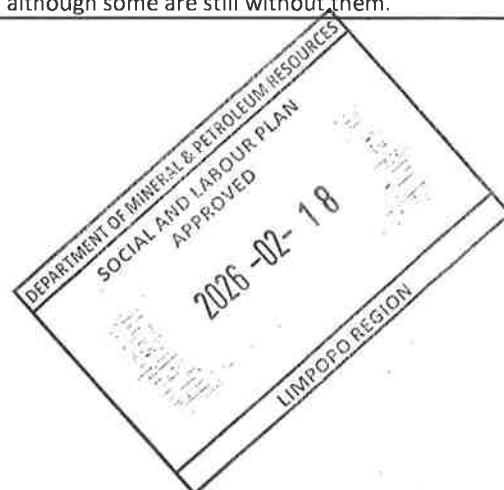 although some are still without them.
DEPARTMENT OF MINERAL & PETROLEUM RESOURCES
SOCIAL AND LABOUR PLAN
APPROVED
2026 -02- 18
LIMPOPO REGION